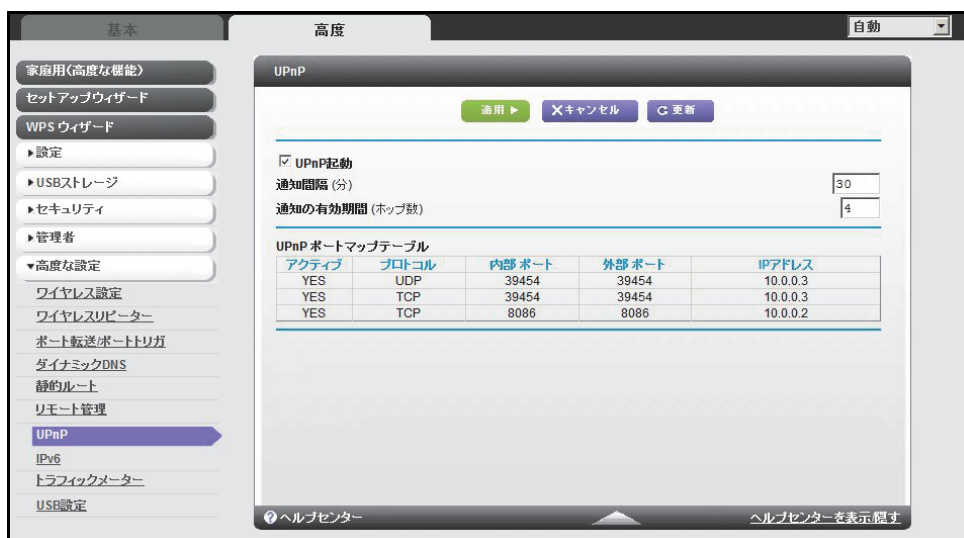 基本 高度 自動
家庭用(高度な機能)
セットアップウィザード
WPS ウィザード
▶設定
▶USBストレージ
▶セキュリティ
▶管理者
▼高度な設定
ワイヤレス設定
ワイヤレスリピーター
ポート転送/ポートトリガ
ダイナミックDNS
静的ルート
リモート管理
UPnP
IPv6
トラフィックメーター
USB設定
UPnP
適用 ▶ X キャンセル C 更新
UPnP起動
通知間隔 (分) 30
通知の有効期間 (ホップ数) 4
UPnP ポートマップテーブル
アクティブ プロトコル 内部 ポート 外部 ポート IPアドレス
YES UDP 39454 39454 10.0.0.3
YES TCP 39454 39454 10.0.0.3
YES TCP 8086 8086 10.0.0.2
? ヘルプセンター ヘルプセンターを表示/隠す